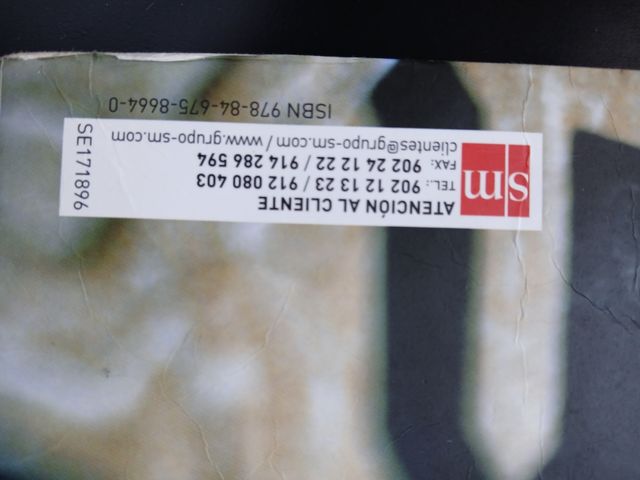 sm
ATENCIÓN AL CLIENTE
TEL.: 902 12 13 23 / 912 080 403
FAX: 902 24 12 22 / 914 286 594
clientes@grupo-sm.com / www.grupo-sm.com
SE171896
ISBN 978-84-675-8664-0